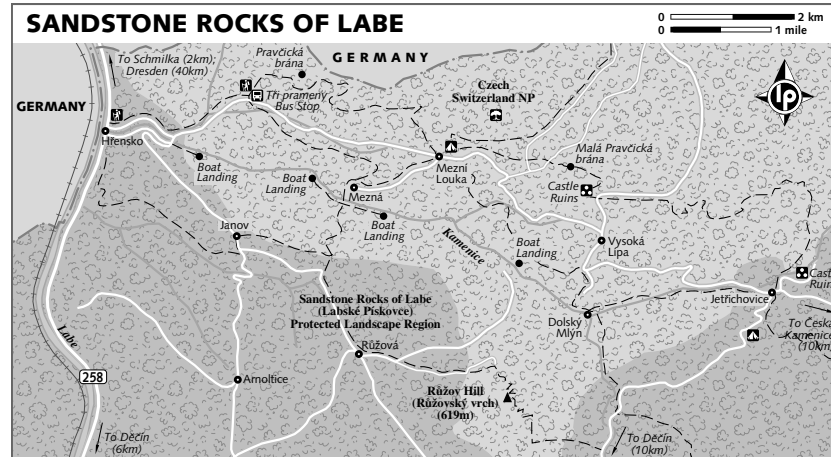 SANDSTONE ROCKS OF LABE
0 2 km
0 1 mile
To Schmilka (2km),
Dresden (40km)
Pravčická
brána
GERMANY
Czech
Switzerland NP
lp
GERMANY
Tři prameny
Bus Stop
Hřensko
Boat
Landing
Boat
Landing
Mezná
Mezní
Louka
Malá Pravčická
brána
Castle
Ruins
Boat
Landing
Janov
Kamenice
Boat
Landing
Vysoká
Lípa
Castle
Ruins
Jetřichovice
Sandstone Rocks of Labe
(Labské Pískovce)
Protected Landscape Region
Dolský
Mlýn
To Česká
Kamenice
(10km)
Labe
Růžová
258
Arnoltice
Růžov Hill
(Růžovský vrch)
(619m)
To Děčín
(6km)
To Děčín
(10km)